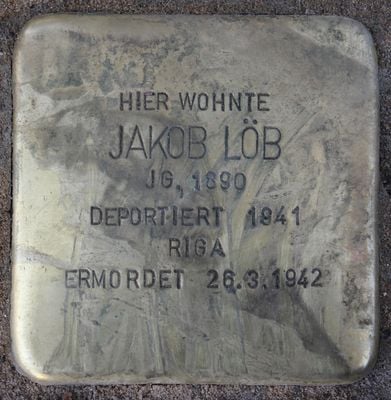 HIER WOHNTE
JAKOB LÖB
JG, 1890
DEPORTIERT 1941
RIGA
ERMORDET 26.3.1942